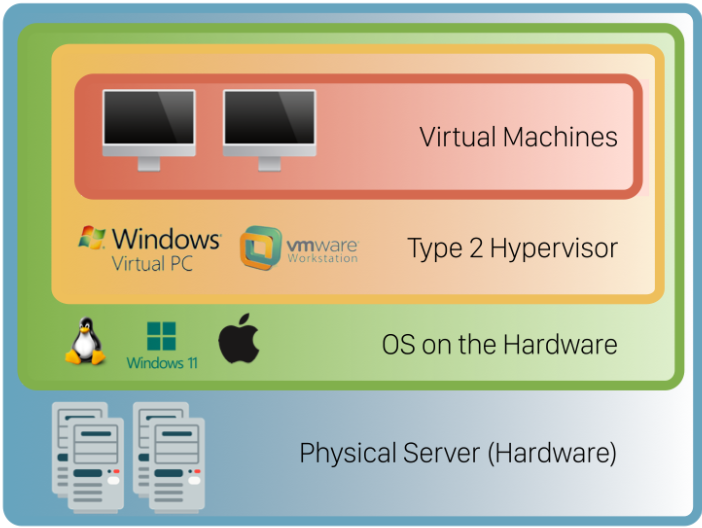 Virtual Machines
Windows
Virtual PC
vmware
Workstation
Type 2 Hypervisor
Windows 11
OS on the Hardware
Physical Server (Hardware)